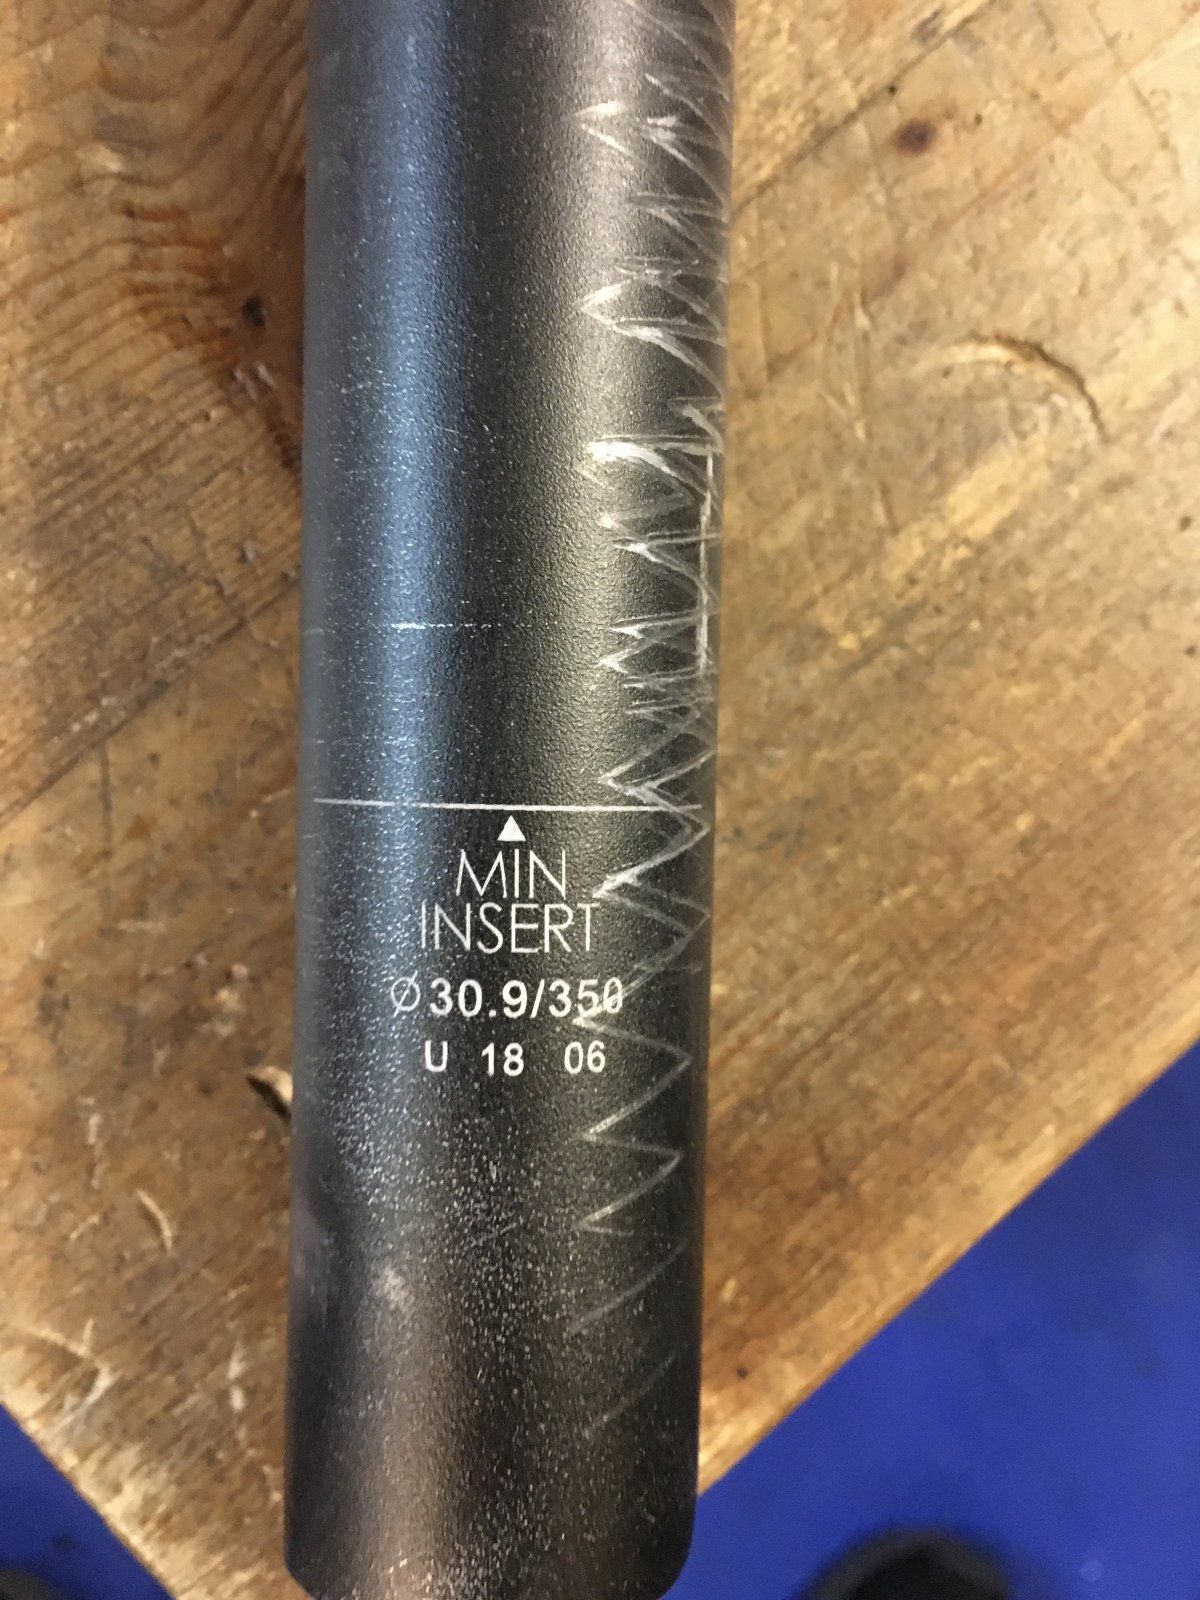 MIN
INSERT
Ø30.9/350
U 18 06